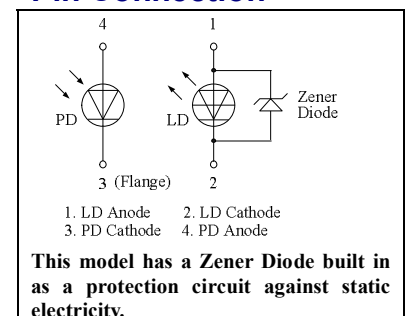 Pin Connection
4 1
PD LD Zener
Diode
3 (Flange) 2
1. LD Anode 2. LD Cathode
3. PD Cathode 4. PD Anode
This model has a Zener Diode built in
as a protection circuit against static
electricity.